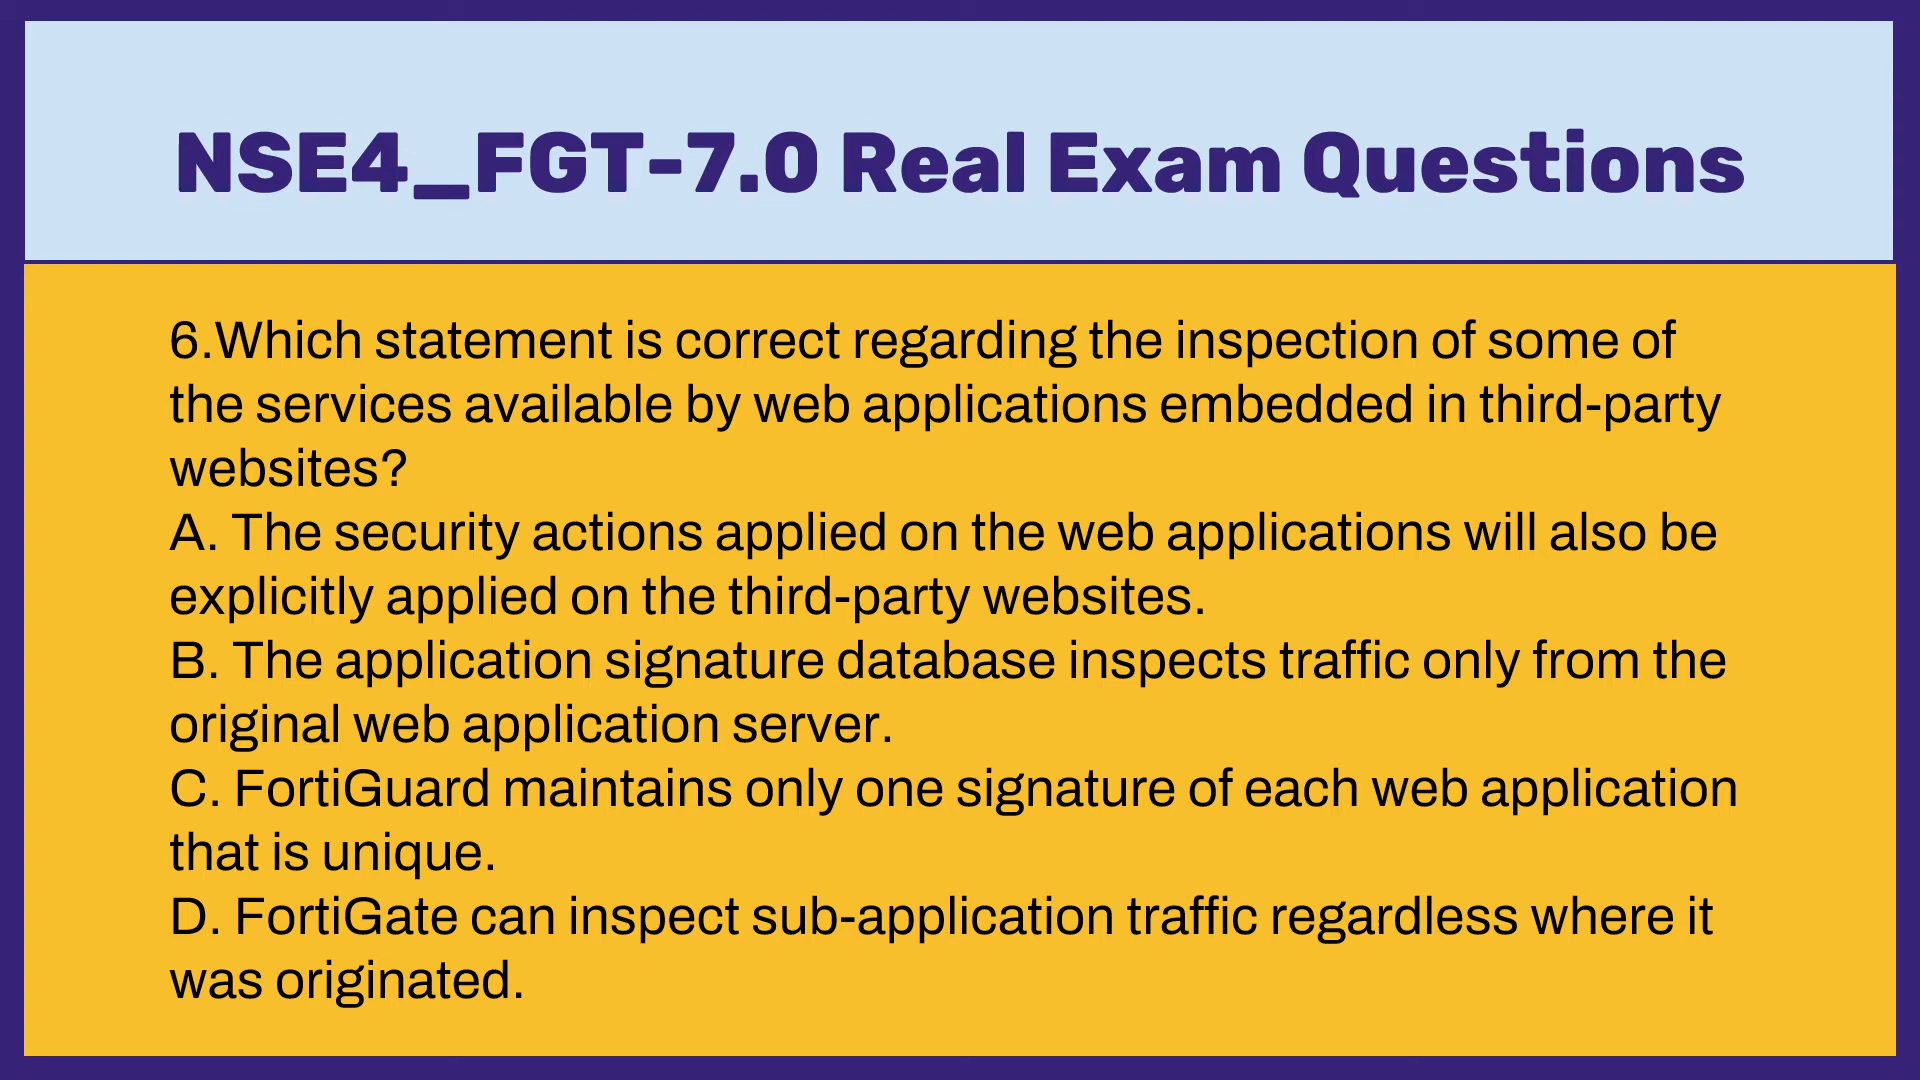 NSE4_FGT-7.0 Real Exam Questions
6.Which statement is correct regarding the inspection of some of
the services available by web applications embedded in third-party
websites?
A. The security actions applied on the web applications will also be
explicitly applied on the third-party websites.
B. The application signature database inspects traffic only from the
original web application server.
C. FortiGuard maintains only one signature of each web application
that is unique.
D. FortiGate can inspect sub-application traffic regardless where it
was originated.